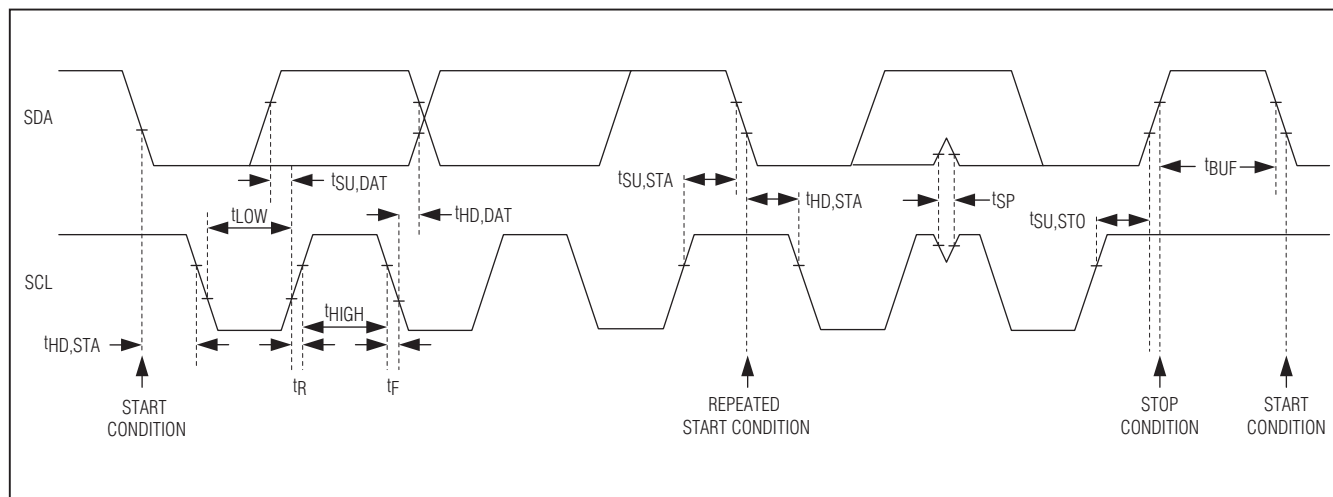 SDA
tSU,DAT
tSU,STA
tBUF
tLOW
tHD,DAT
tHD,STA
tSP
tSU,STO
SCL
tHIGH
tHD,STA
tR
tF
START
CONDITION
REPEATED
START CONDITION
STOP
CONDITION
START
CONDITION